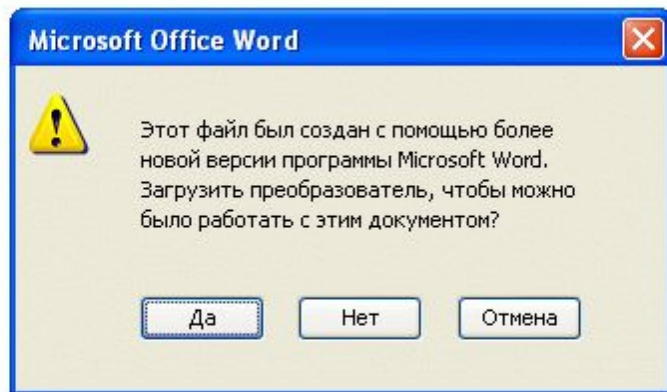 Microsoft Office Word
Этот файл был создан с помощью более
новой версии программы Microsoft Word.
Загрузить преобразователь, чтобы можно
было работать с этим документом?
Да Нет Отмена